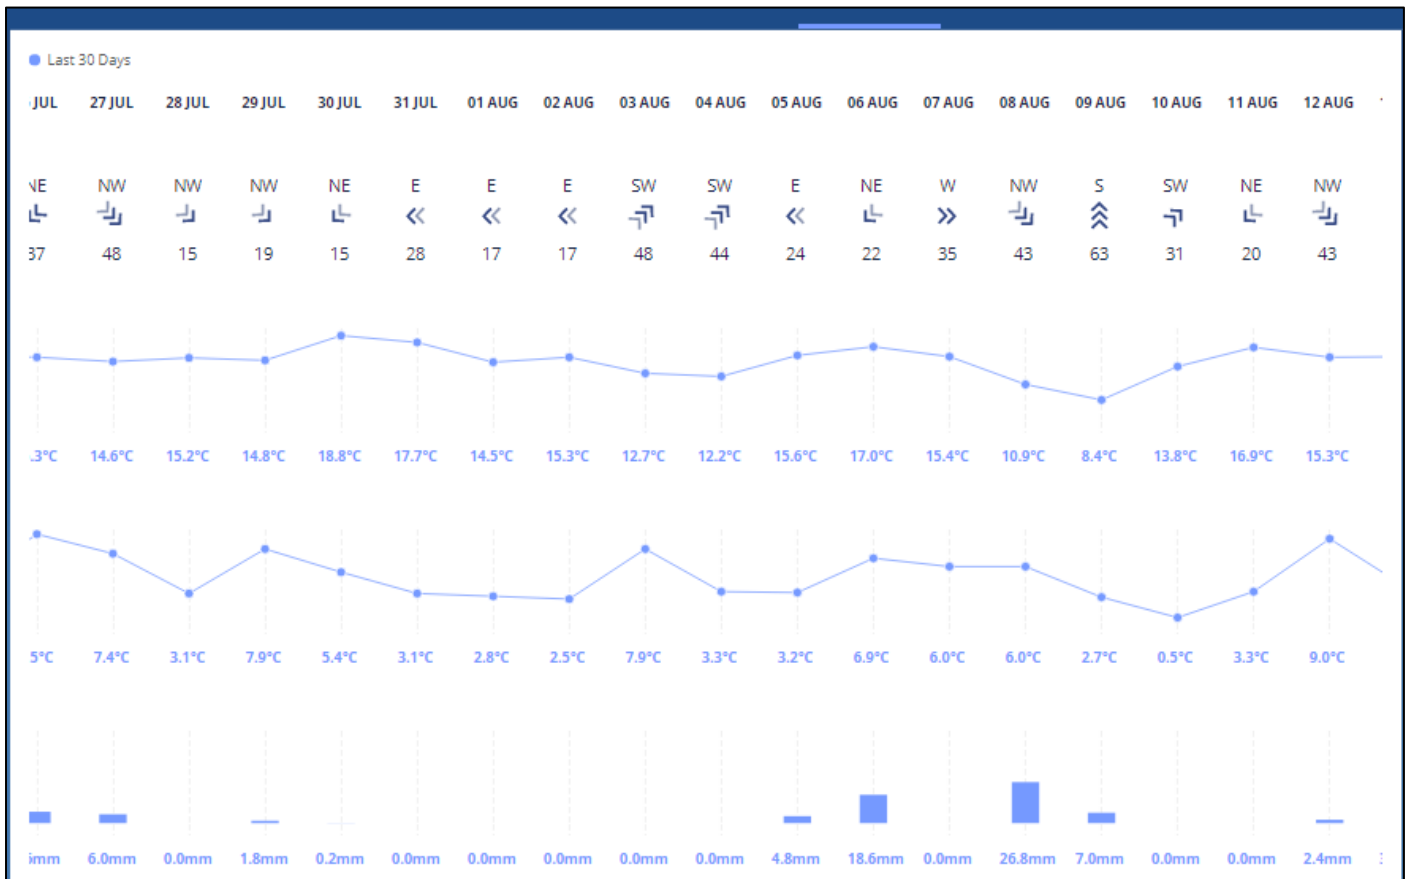 Last 30 Days
JUL 27 JUL 28 JUL 29 JUL 30 JUL 31 JUL 01 AUG 02 AUG 03 AUG 04 AUG 05 AUG 06 AUG 07 AUG 08 AUG 09 AUG 10 AUG 11 AUG 12 AUG
NE NW NW NW NE E E E SW SW E NE W NW S SW NE NW
37 48 15 19 15 28 17 17 48 44 24 22 35 43 63 31 20 43
.3°C 14.6°C 15.2°C 14.8°C 18.8°C 17.7°C 14.5°C 15.3°C 12.7°C 12.2°C 15.6°C 17.0°C 15.4°C 10.9°C 8.4°C 13.8°C 16.9°C 15.3°C
5°C 7.4°C 3.1°C 7.9°C 5.4°C 3.1°C 2.8°C 2.5°C 7.9°C 3.3°C 3.2°C 6.9°C 6.0°C 6.0°C 2.7°C 0.5°C 3.3°C 9.0°C
mm 6.0mm 0.0mm 1.8mm 0.2mm 0.0mm 0.0mm 0.0mm 0.0mm 0.0mm 4.8mm 18.6mm 0.0mm 26.8mm 7.0mm 0.0mm 0.0mm 2.4mm